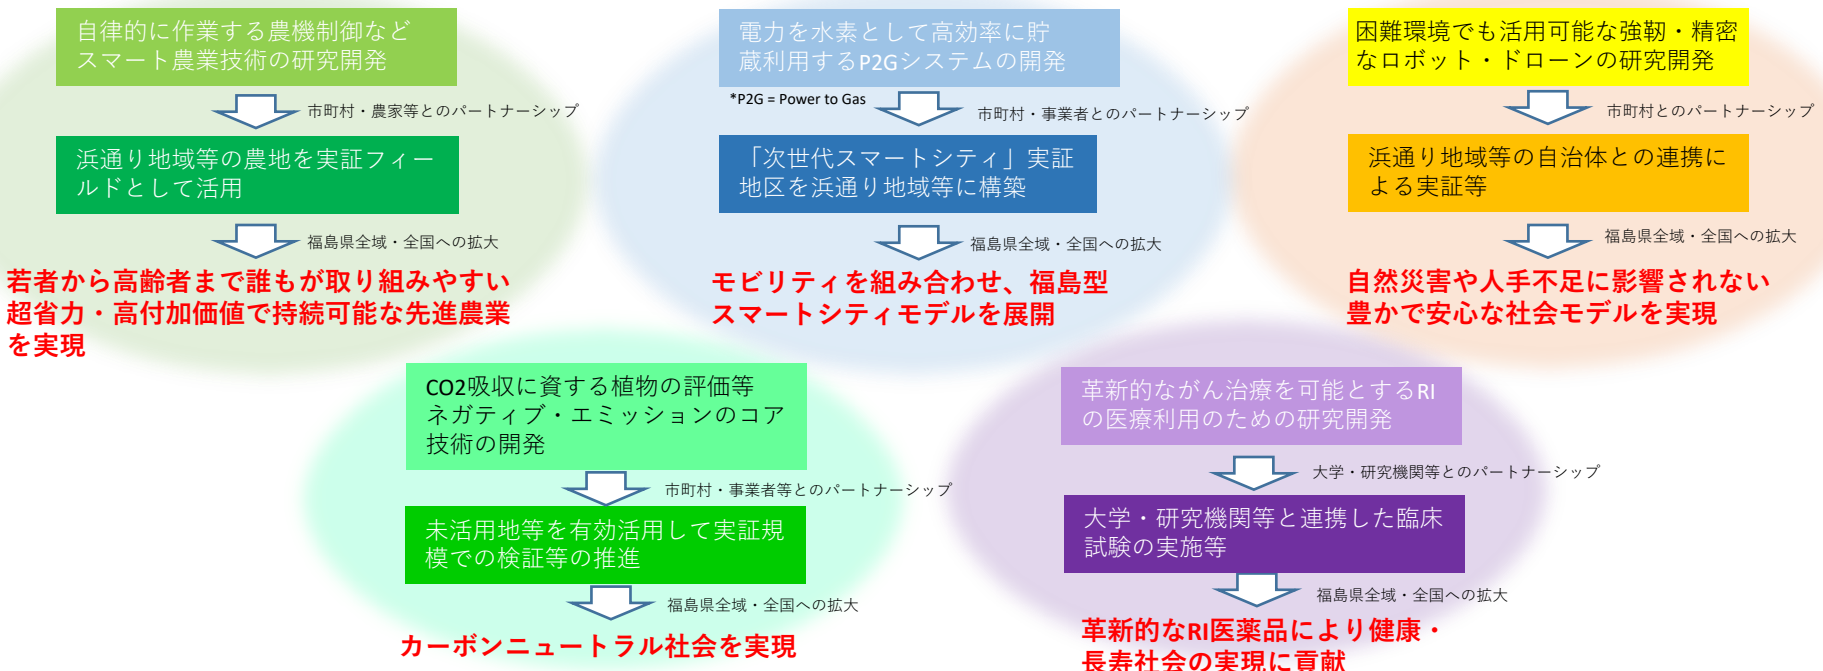 自律的に作業する農機制御など
スマート農業技術の研究開発
市町村・農家等とのパートナーシップ
浜通り地域等の農地を実証フィー
ルドとして活用
福島県全域・全国への拡大
若者から高齢者まで誰もが取り組みやすい
超省力・高付加価値で持続可能な先進農業
を実現
電力を水素として高効率に貯
蔵利用するP2Gシステムの開発
*P2G = Power to Gas
市町村・事業者とのパートナーシップ
「次世代スマートシティ」実証
地区を浜通り地域等に構築
福島県全域・全国への拡大
モビリティを組み合わせ、福島型
スマートシティモデルを展開
困難環境でも活用可能な強靭・精密
なロボット・ドローンの研究開発
市町村とのパートナーシップ
浜通り地域等の自治体との連携に
よる実証等
福島県全域・全国への拡大
自然災害や人手不足に影響されない
豊かで安心な社会モデルを実現
CO2吸収に資する植物の評価等
ネガティブ・エミッションのコア
技術の開発
市町村・事業者等とのパートナーシップ
未活用地等を有効活用して実証規
模での検証等の推進
福島県全域・全国への拡大
カーボンニュートラル社会を実現
革新的ながん治療を可能とするRI
の医療利用のための研究開発
大学・研究機関等とのパートナーシップ
大学・研究機関等と連携した臨床
試験の実施等
福島県全域・全国への拡大
革新的なRI医薬品により健康・
長寿社会の実現に貢献